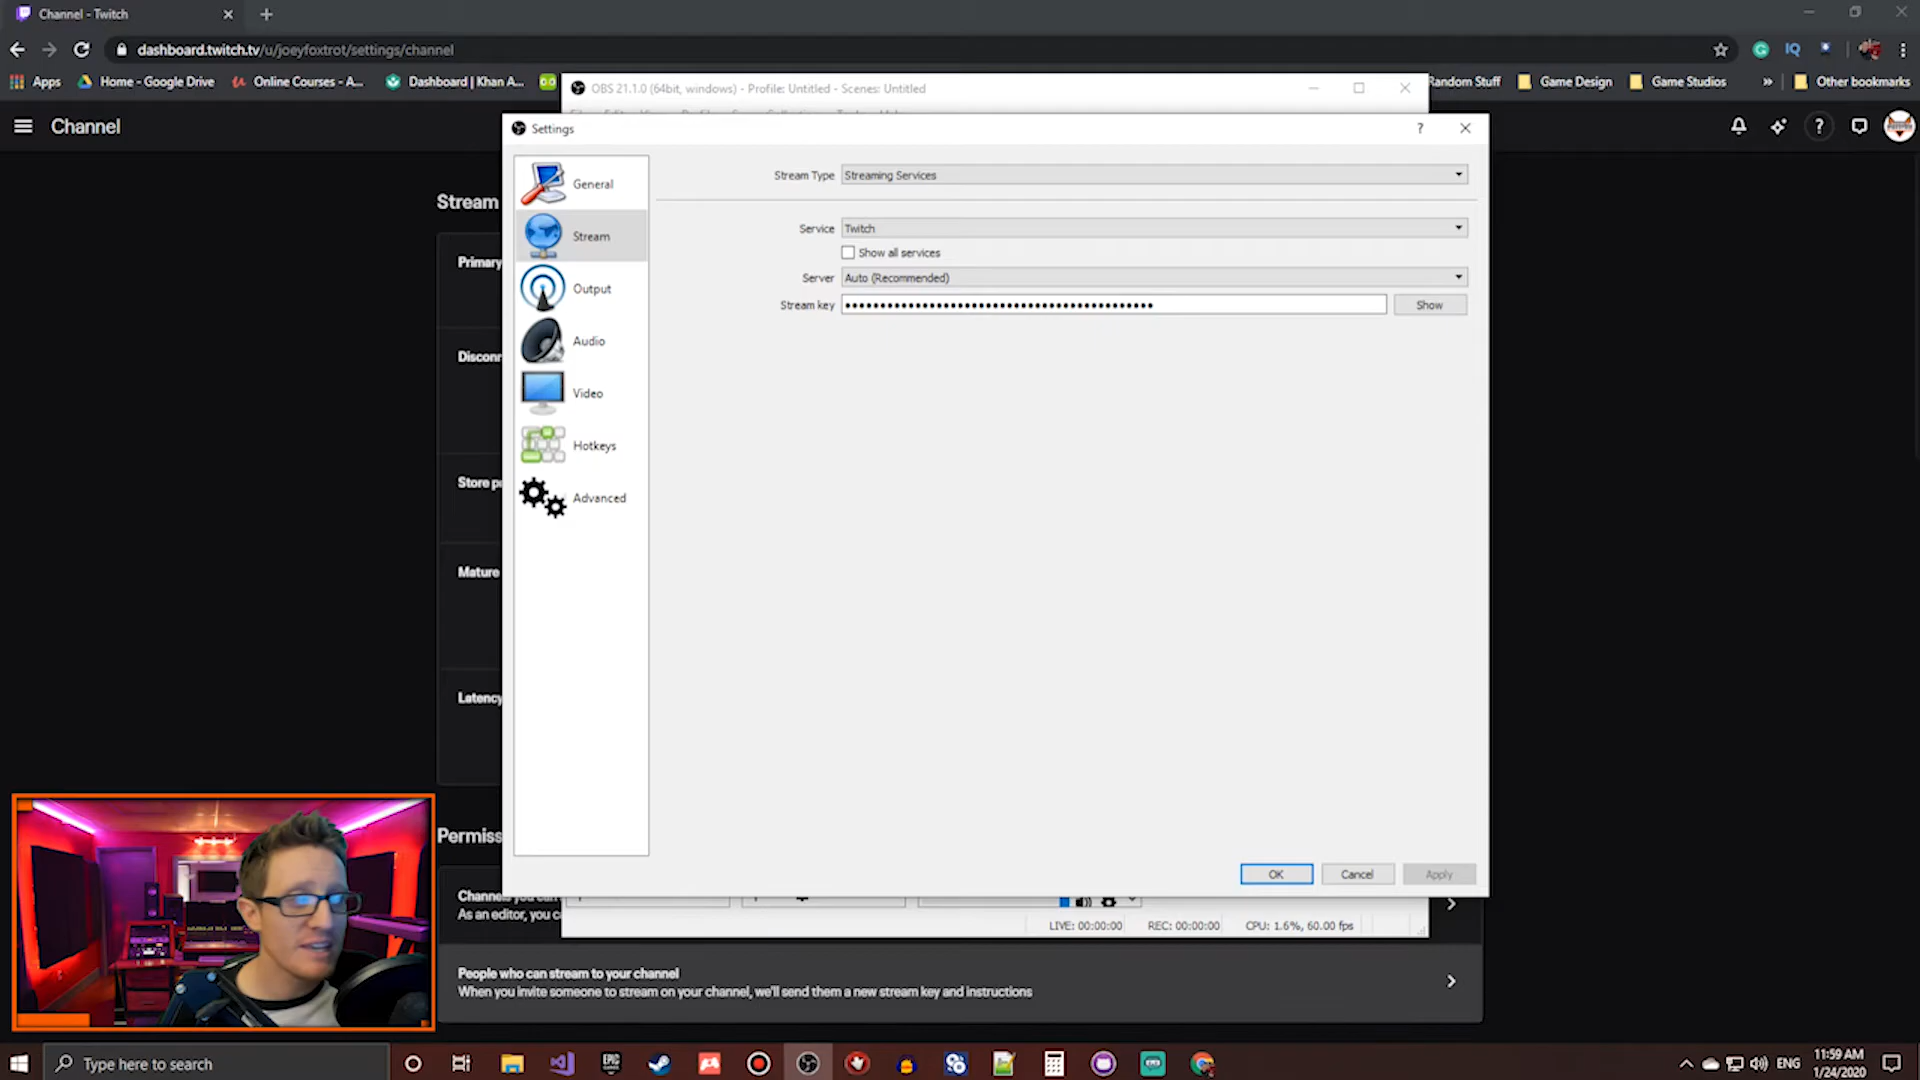 Channel - Twitch
dashboard.twitch.tv/u/joeyfoxtrot/settings/channel
Apps
Home - Google Drive
Online Courses - A...
Dashboard | Khan A...
Random Stuff
Game Design
Game Studios
»
Other bookmarks
OBS 21.1.0 (64bit, windows) - Profile: Untitled - Scenes: Untitled
Channel
Settings
Stream
General
Stream
Output
Audio
Video
Hotkeys
Advanced
Stream Type
Streaming Services
Service
Twitch
Show all services
Server
Auto (Recommended)
Stream key
Show
Primary
Disconn
Store p
Mature
Latency
Permiss
OK
Cancel
Apply
Channels you can
As an editor, you c
LIVE: 00:00:00
REC: 00:00:00
CPU: 1.6%, 60.00 fps
People who can stream to your channel
When you invite someone to stream on your channel, we'll send them a new stream key and instructions
Type here to search
ENG
11:59 AM
1/24/2020